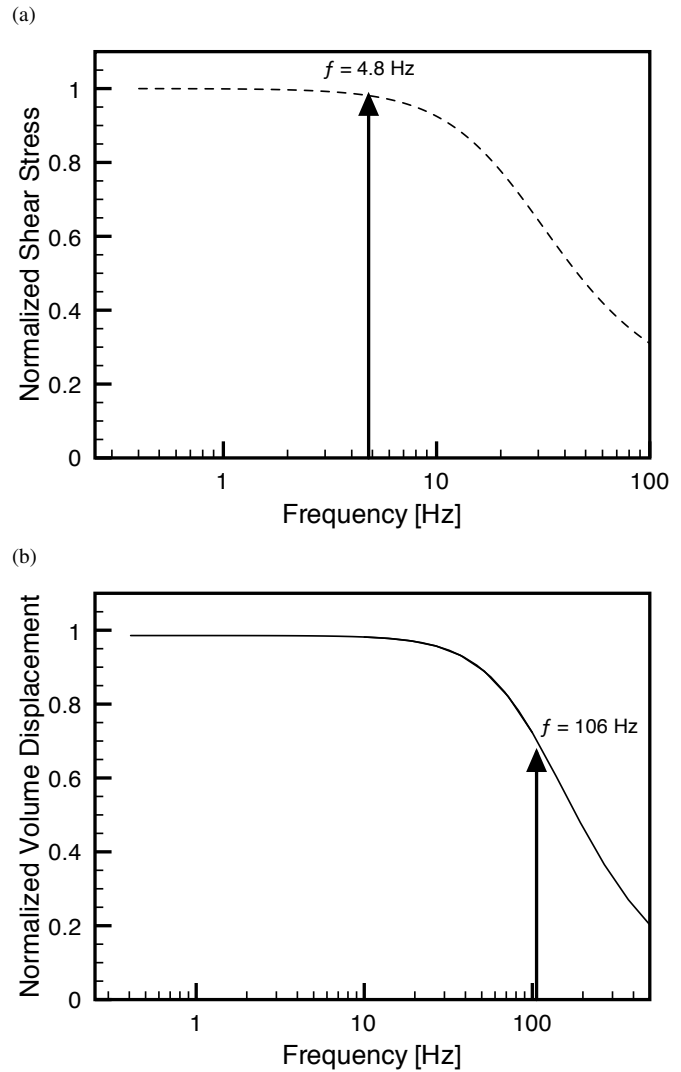 (a)
f = 4.8 Hz
1
0.8
0.6
0.4
0.2
0
Normalized Shear Stress
1 10 100
Frequency [Hz]
(b)
1
f = 106 Hz
0.8
0.6
0.4
0.2
0
Normalized Volume Displacement
1 10 100
Frequency [Hz]